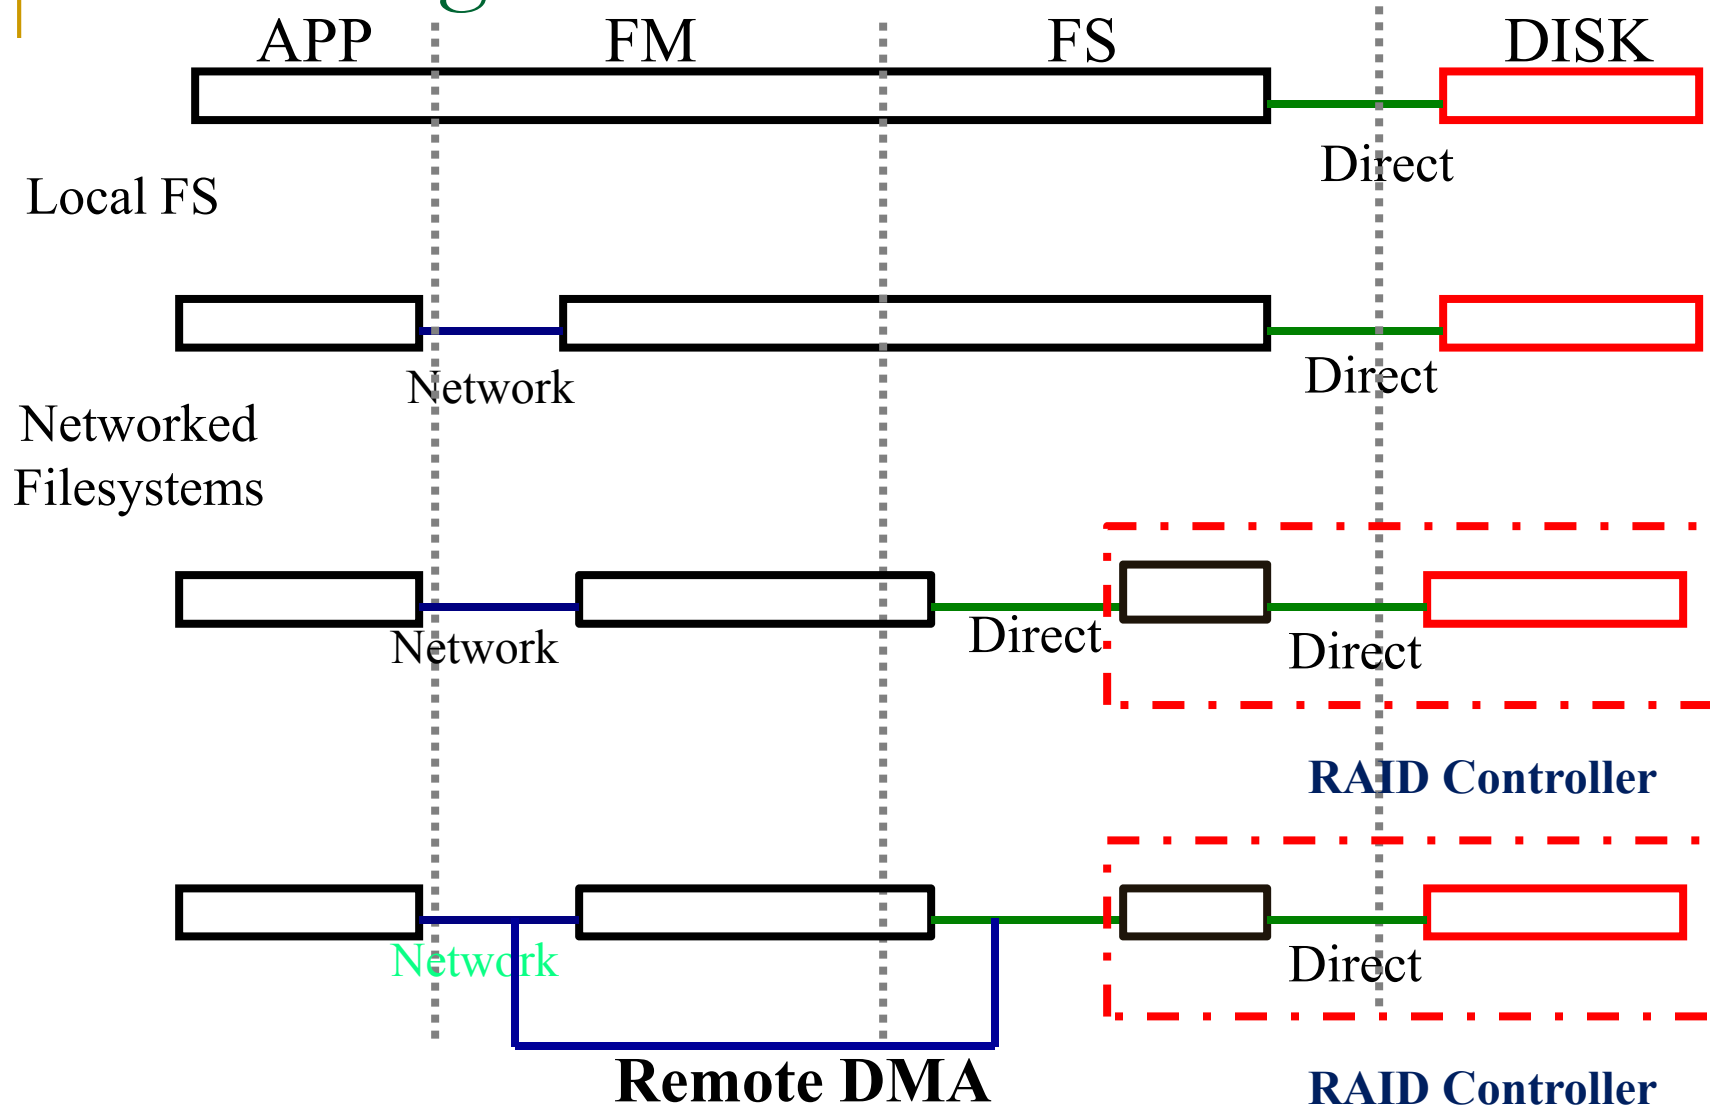 APP FM FS DISK
Direct
Local FS
Network Direct
Networked
Filesystems
Network Direct Direct
RAID Controller
Network Direct
Remote DMA RAID Controller